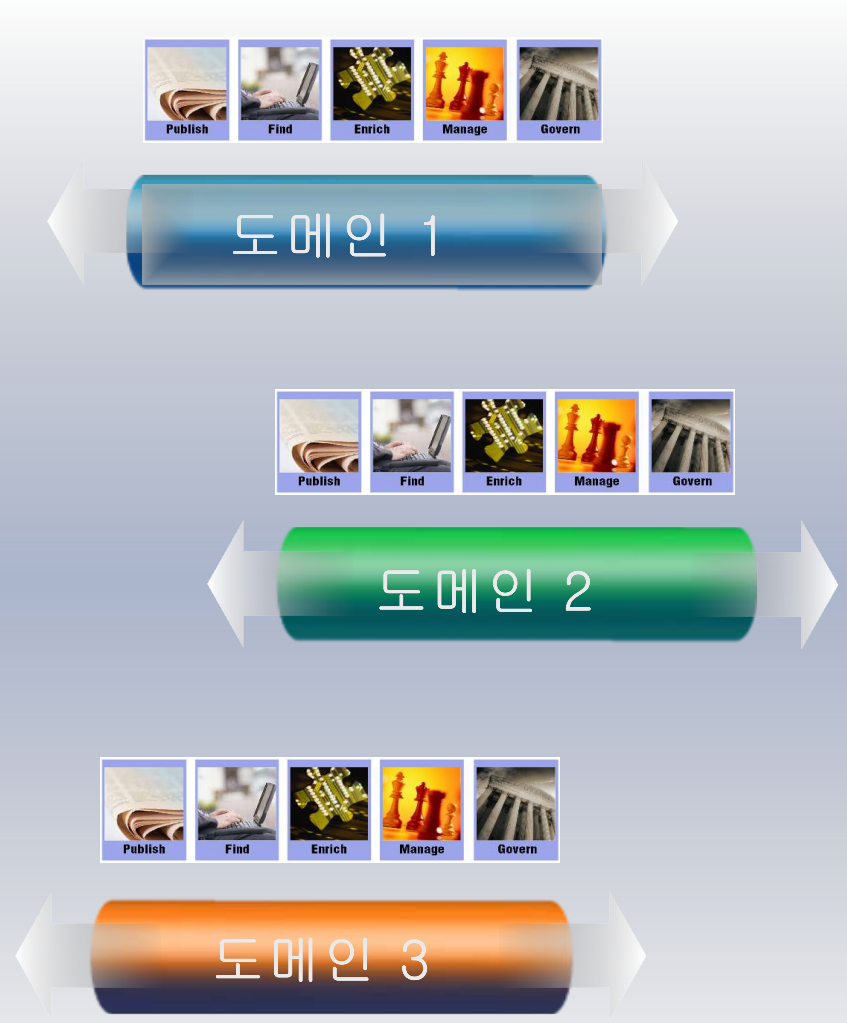 Publish Find Enrich Manage Govern
도메인 1
Publish Find Enrich Manage Govern
도메인 2
Publish Find Enrich Manage Govern
도메인 3